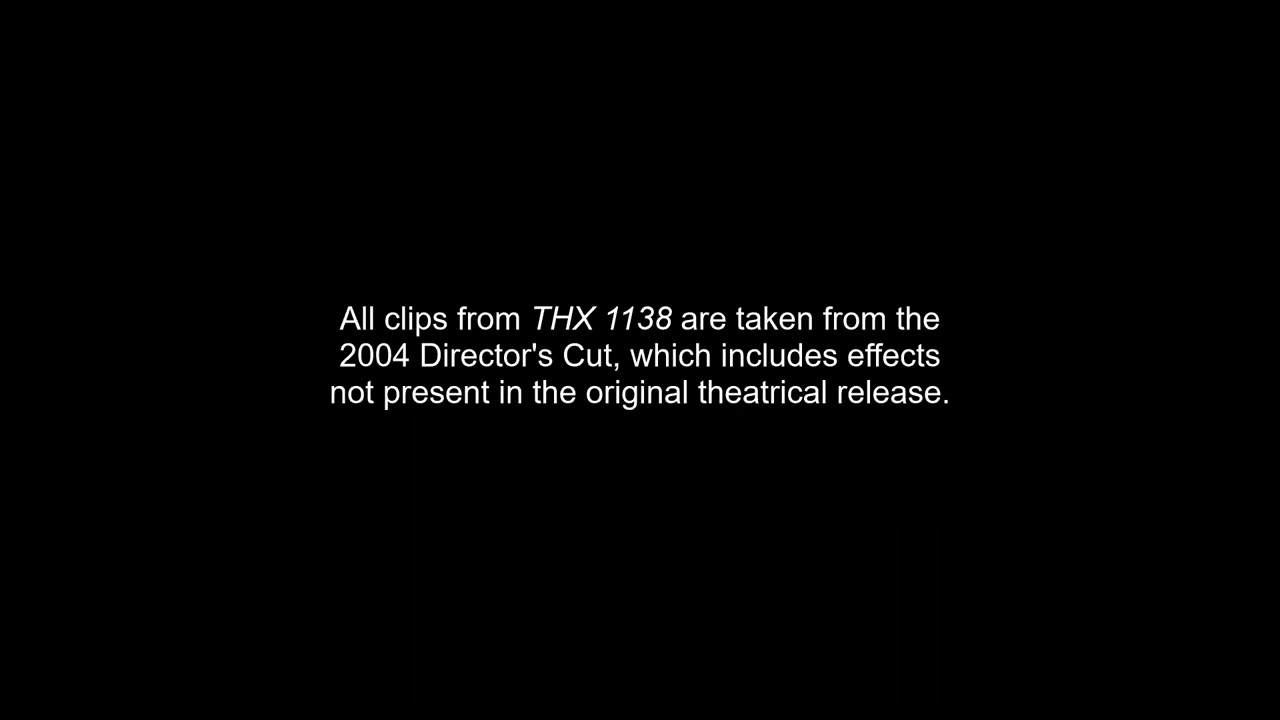 All clips from THX 1138 are taken from the
2004 Director's Cut, which includes effects
not present in the original theatrical release.